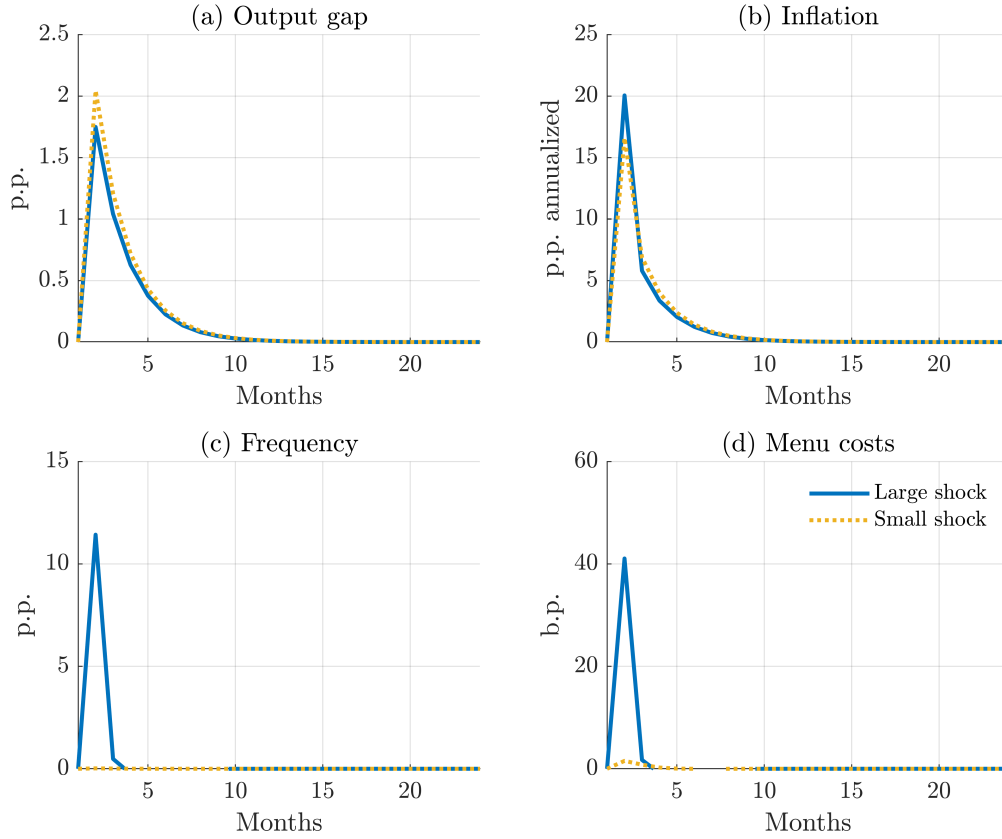 (a) Output gap
2.5
2
1.5
1
0.5
0
p.p.
5
10
15
20
Months
(b) Inflation
25
20
15
10
5
0
p.p. annualized
5
10
15
20
Months
(c) Frequency
15
10
5
0
p.p.
5
10
15
20
Months
(d) Menu costs
60
40
20
0
b.p.
Large shock
Small shock
5
10
15
20
Months